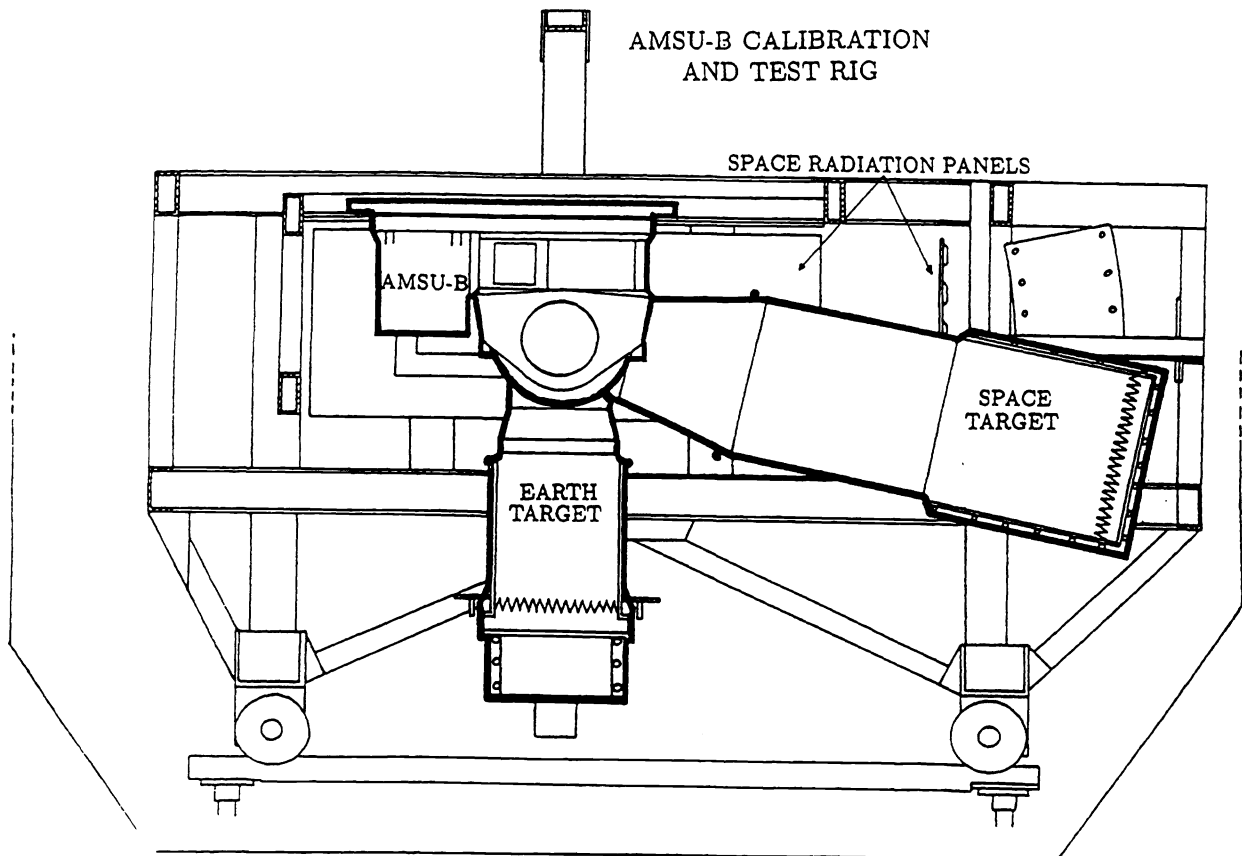 AMSU-B CALIBRATION
AND TEST RIG
SPACE RADIATION PANELS
AMSU-B
SPACE
TARGET
EARTH
TARGET